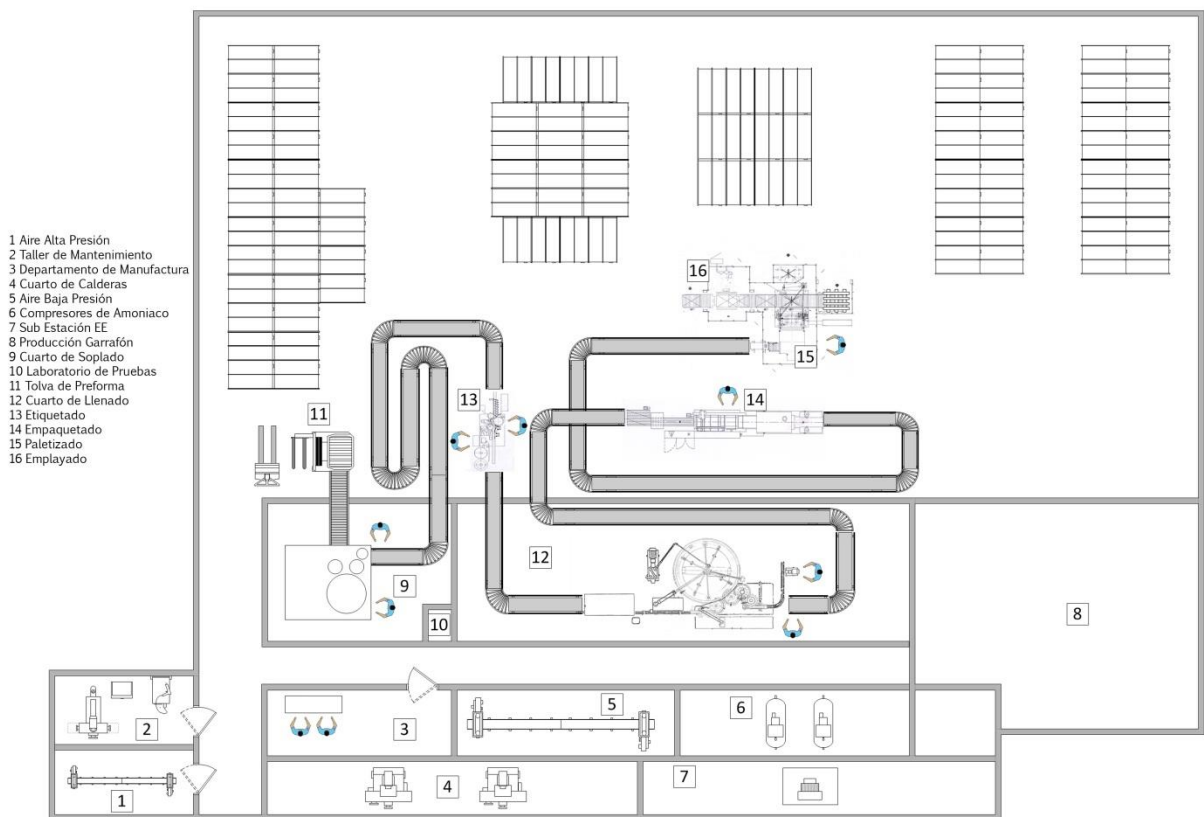 1 Aire Alta Presión
2 Taller de Mantenimiento
3 Departamento de Manufactura
4 Cuarto de Calderas
5 Aire Baja Presión
6 Compresores de Amoniaco
7 Sub Estación EE
8 Producción Garrafón
9 Cuarto de Soplado
10 Laboratorio de Pruebas
11 Tolva de Preforma
12 Cuarto de Llenado
13 Etiquetado
14 Empaquetado
15 Paletizado
16 Emplayado
16
15
13
14
11
12
9
10
8
5
6
2
3
7
4
1